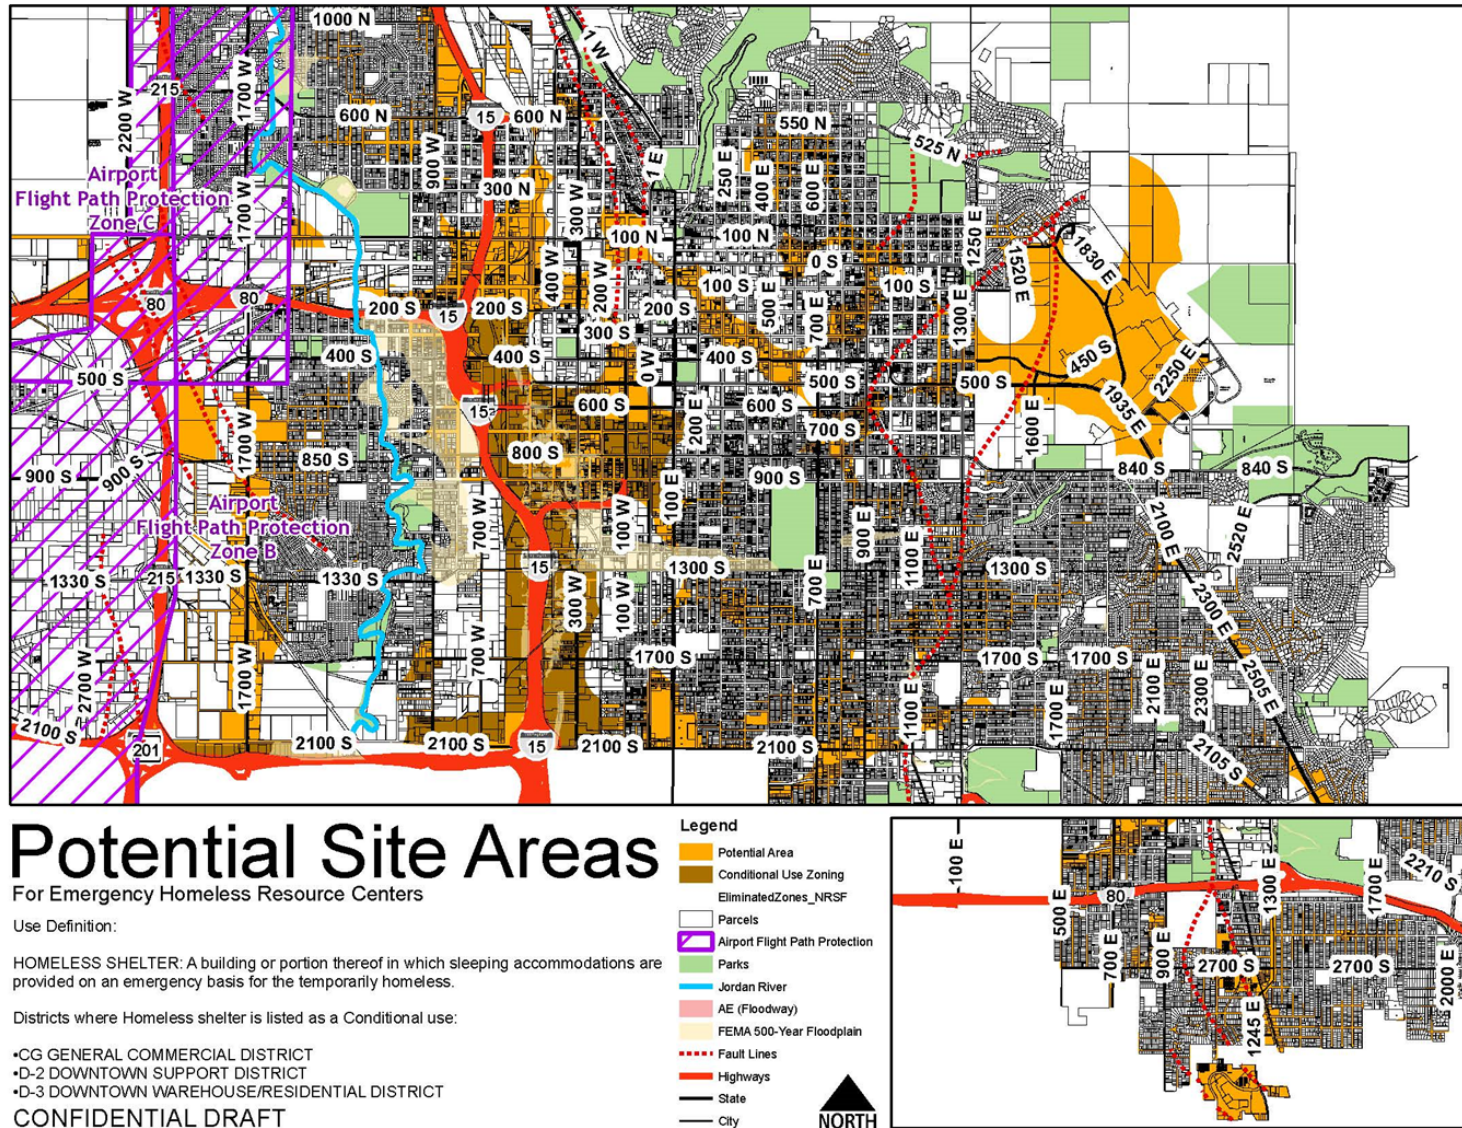 1000 N
1 W
215
1700 W
2200 W
600 N
15
600 N
550 N
525 N
900 W
1 E
250 E
400 E
600 E
Airport
Flight Path Protection
Zone C
300 N
300 W
1700 W
100 N
100 N
1250 E
0 S
1520 E
1830 E
400 W
200 W
100 S
500 E
100 S
80
80
200 S
15
200 S
200 S
300 S
700 E
1300 E
400 S
400 S
0 W
400 S
450 S
2250 E
500 S
500 S
500 S
15
600 S
600 S
1935 E
200 E
700 S
1600 E
1700 W
850 S
800 S
900 S
900 S
900 S
840 S
840 S
Airport
Flight Path Protection
Zone B
100 E
700 W
100 W
900 E
1100 E
2100 E
2520 E
1330 S
215
1330 S
1330 S
15
300 W
100 W
1300 S
700 E
1300 S
2300 E
2700 W
1700 W
700 W
1700 S
1700 S
1700 S
1100 E
1700 E
2100 E
2300 E
2505 E
2100 S
201
2100 S
2100 S
15
2100 S
2100 S
2105 S
Potential Site Areas
For Emergency Homeless Resource Centers
Use Definition:
HOMELESS SHELTER: A building or portion thereof in which sleeping accommodations are
provided on an emergency basis for the temporarily homeless.
Districts where Homeless shelter is listed as a Conditional use:
•CG GENERAL COMMERCIAL DISTRICT
•D-2 DOWNTOWN SUPPORT DISTRICT
•D-3 DOWNTOWN WAREHOUSE/RESIDENTIAL DISTRICT
CONFIDENTIAL DRAFT
Legend
Potential Area
Conditional Use Zoning
EliminatedZones_NRSF
Parcels
Airport Flight Path Protection
Parks
Jordan River
AE (Floodway)
FEMA 500-Year Floodplain
Fault Lines
Highways
State
City
NORTH
100 E
500 E
80
1300 E
1700 E
2210 S
700 E
900 E
2700 S
2700 S
2000 E
1245 E